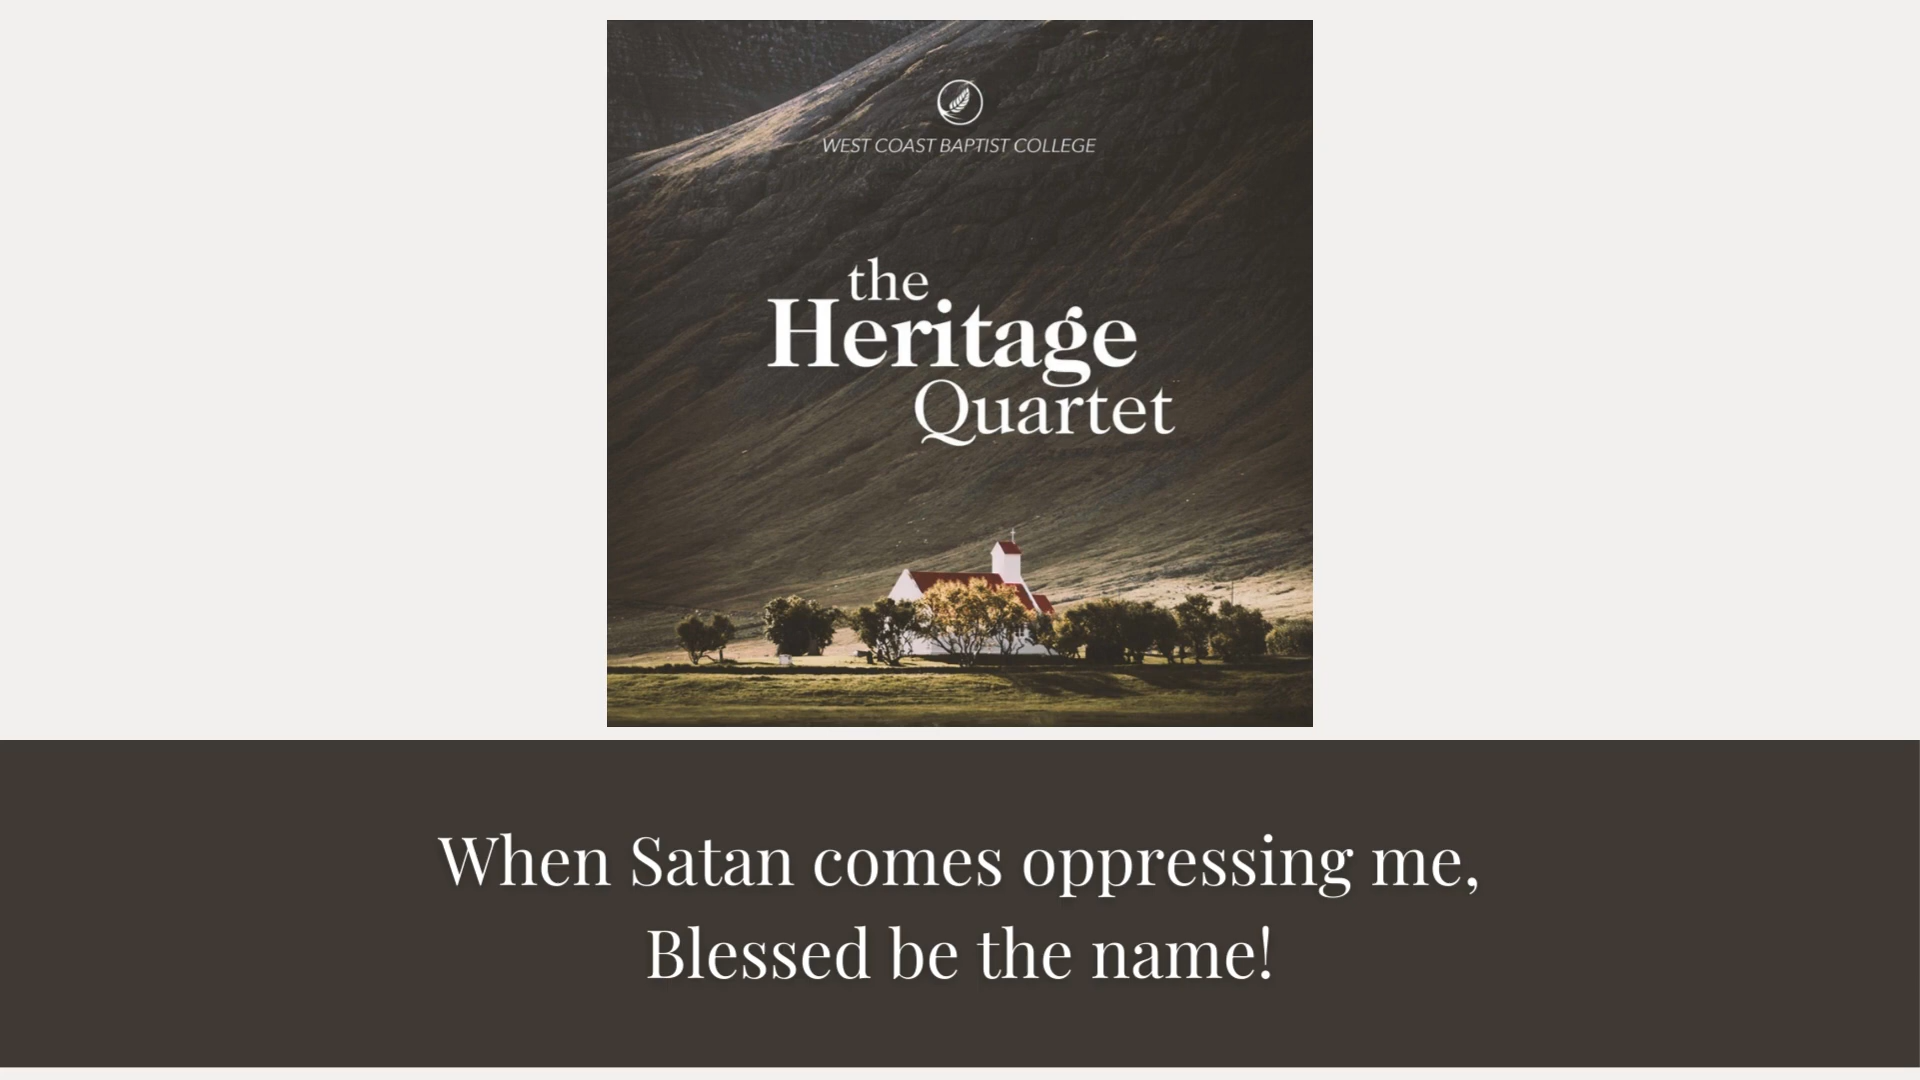 WEST COAST BAPTIST COLLEGE
the
Heritage
Quartet
When Satan comes oppressing me,
Blessed be the name!